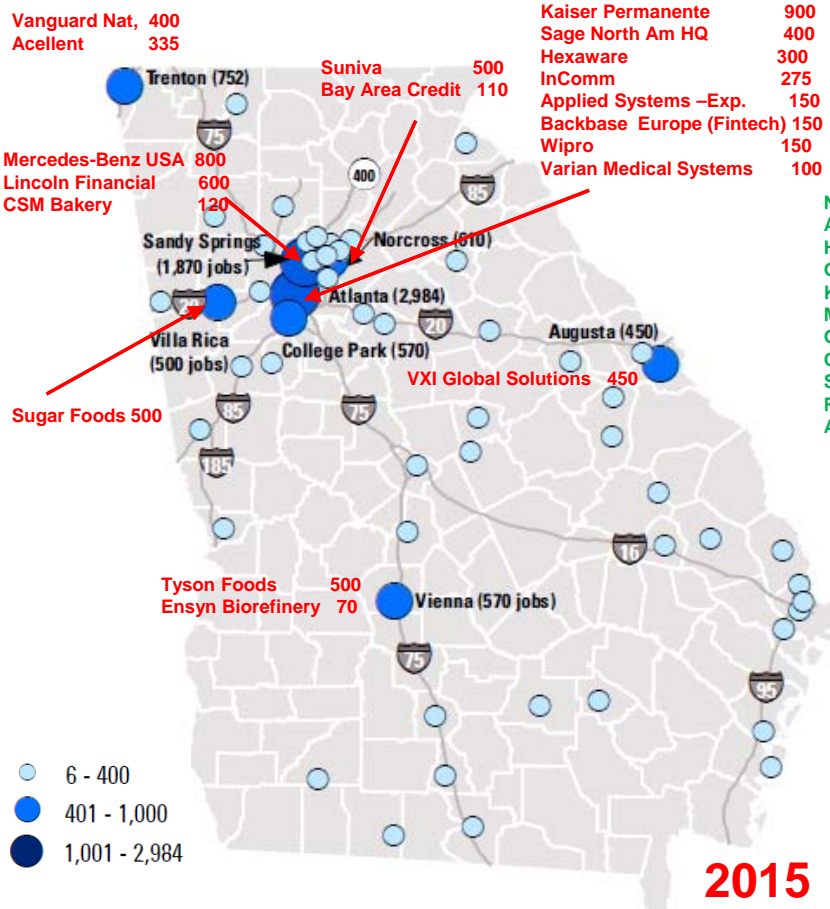 Vanguard Nat, 400
Acellent 335
Kaiser Permanente 900
Sage North Am HQ 400
Hexaware 300
InComm 275
Applied Systems –Exp. 150
Backbase Europe (Fintech) 150
Wipro 150
Varian Medical Systems 100
Suniva 500
Bay Area Credit 110
Trenton (752)
75
Mercedes-Benz USA 800
Lincoln Financial 600
CSM Bakery 120
400
85
Sandy Springs
(1,870 jobs)
Norcross (610)
N
A
H
C
K
M
C
C
S
F
A
20
Atlanta (2,984)
Villa Rica
(500 jobs)
College Park (570)
20
Augusta (450)
VXI Global Solutions 450
Sugar Foods 500
85
75
185
16
Tyson Foods 500
Ensyn Biorefinery 70
Vienna (570 jobs)
75
95
6 - 400
401 - 1,000
1,001 - 2,984
2015